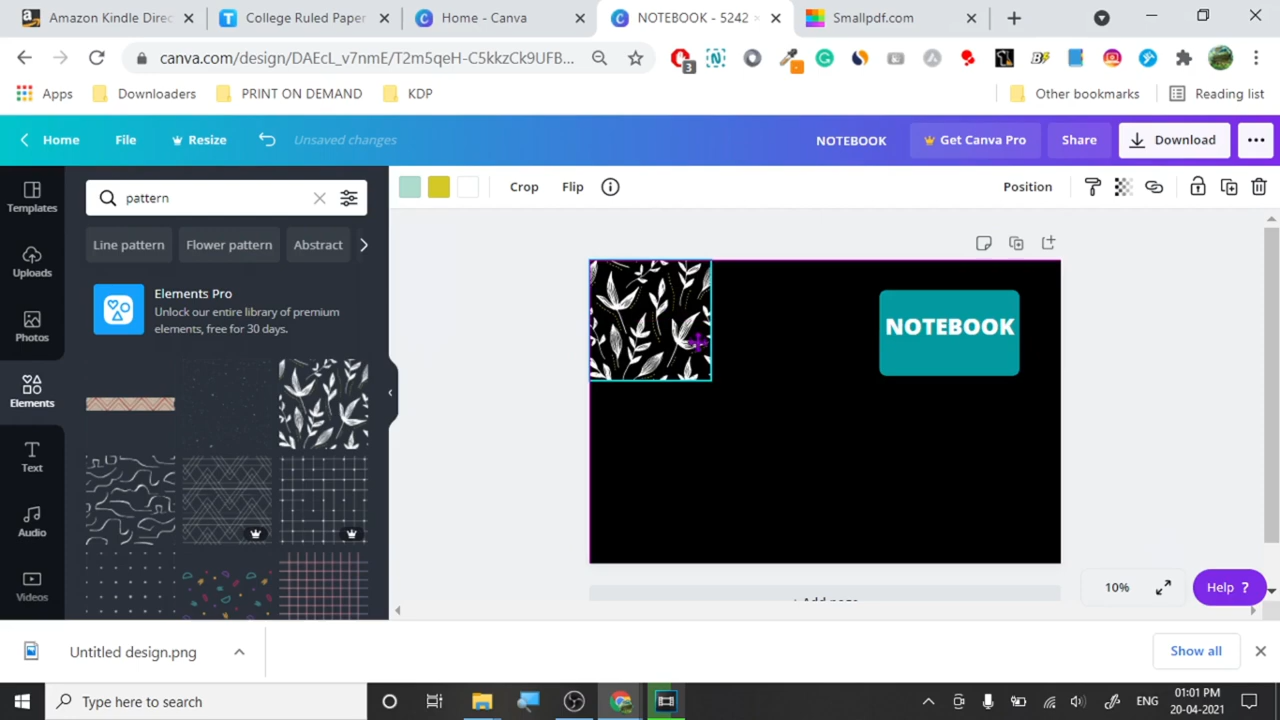 Amazon Kindle Direc
College Ruled Paper
Home - Canva
NOTEBOOK - 5242
Smallpdf.com
canva.com/design/DAEcL_v7nmE/T2m5qeH-C5kkzCk9UFB...
3
Apps
Downloaders
PRINT ON DEMAND
KDP
Other bookmarks
Reading list
Home
File
Resize
Unsaved changes
NOTEBOOK
Get Canva Pro
Share
Download
Templates
Uploads
Photos
Elements
Text
Audio
Videos
pattern
Line pattern
Flower pattern
Abstract
Elements Pro
Unlock our entire library of premium
elements, free for 30 days.
Crop
Flip
Position
NOTEBOOK
+ Add page
10%
Help ?
Untitled design.png
Show all
Type here to search
ENG
01:01 PM
20-04-2021